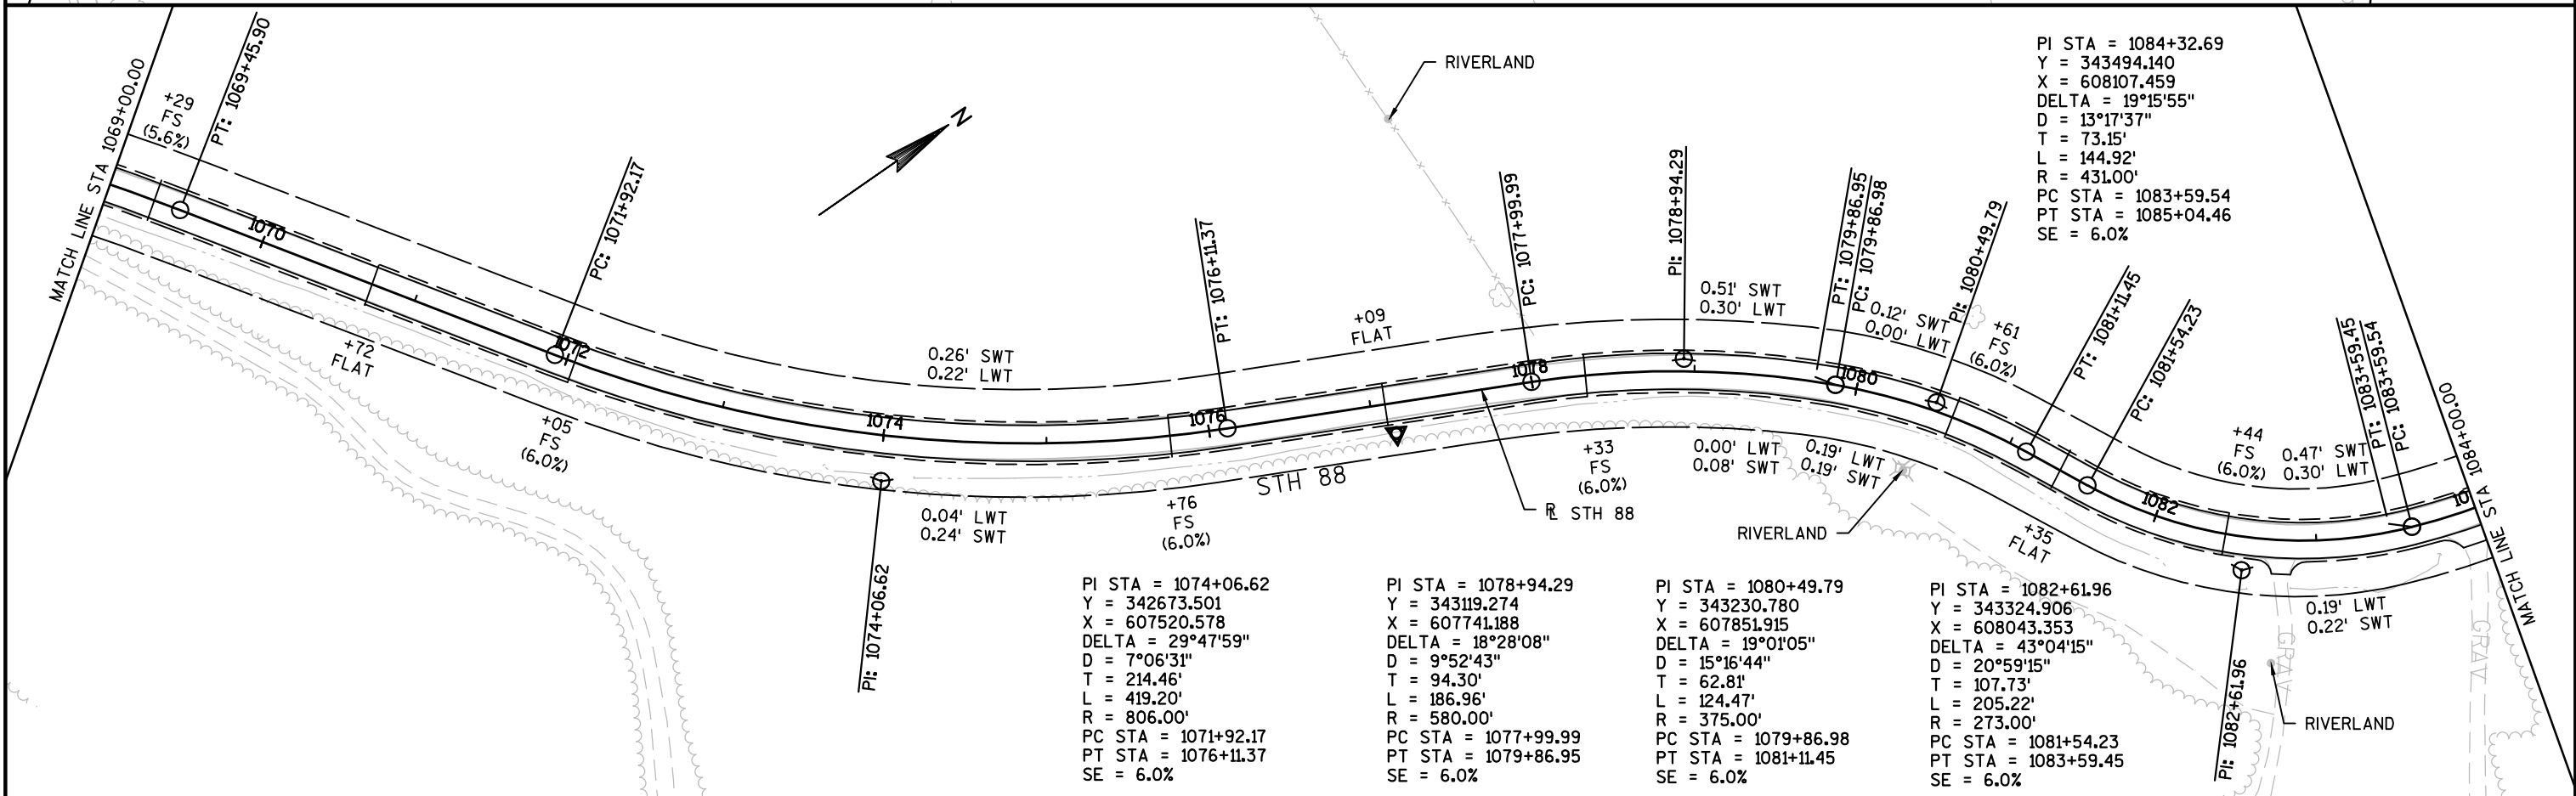 MATCH LINE STA 1069+00.00
+29
FS
(5.6%)
PT: 1069+45.90
1070
+72
FLAT
PC: 1071+92.17
1072
+05
FS
(6.0%)
N
0.26' SWT
0.22' LWT
1074
PI: 1074+06.62
0.04' LWT
0.24' SWT
PT: 1076+11.37
1076
+76
FS
(6.0%)
STH 88
+09
FLAT
RIVERLAND
PC: 1077+99.99
1078
STH 88
+33
FS
(6.0%)
PI: 1078+94.29
0.51' SWT
0.30' LWT
0.00' LWT
0.08' SWT
PT: 1079+86.95
PC: 1079+86.98
1080
0.12' SWT
0.00' LWT
0.19' LWT
0.19' SWT
RIVERLAND
PI: 1080+49.79
+61
FS
(6.0%)
PT: 1081+11.45
PC: 1081+54.23
+35
FLAT
1082
+44
FS
(6.0%)
0.47' SWT
0.30' LWT
PT: 1083+59.45
PC: 1083+59.54
10
MATCH LINE STA 1084+00.00
MATCH LINE STA
0.19' LWT
0.22' SWT
PI: 1082+61.96
GRAV
GRAV
RIVERLAND
PI STA = 1084+32.69
Y = 343494.140
X = 608107.459
DELTA = 19°15'55"
D = 13°17'37"
T = 73.15'
L = 144.92'
R = 431.00'
PC STA = 1083+59.54
PT STA = 1085+04.46
SE = 6.0%
PI STA = 1074+06.62
Y = 342673.501
X = 607520.578
DELTA = 29°47'59"
D = 7°06'31"
T = 214.46'
L = 419.20'
R = 806.00'
PC STA = 1071+92.17
PT STA = 1076+11.37
SE = 6.0%
PI STA = 1078+94.29
Y = 343119.274
X = 607741.188
DELTA = 18°28'08"
D = 9°52'43"
T = 94.30'
L = 186.96'
R = 580.00'
PC STA = 1077+99.99
PT STA = 1079+86.95
SE = 6.0%
PI STA = 1080+49.79
Y = 343230.780
X = 607851.915
DELTA = 19°01'05"
D = 15°16'44"
T = 62.81'
L = 124.47'
R = 375.00'
PC STA = 1079+86.98
PT STA = 1081+11.45
SE = 6.0%
PI STA = 1082+61.96
Y = 343324.906
X = 608043.353
DELTA = 43°04'15"
D = 20°59'15"
T = 107.73'
L = 205.22'
R = 273.00'
PC STA = 1081+54.23
PT STA = 1083+59.45
SE = 6.0%